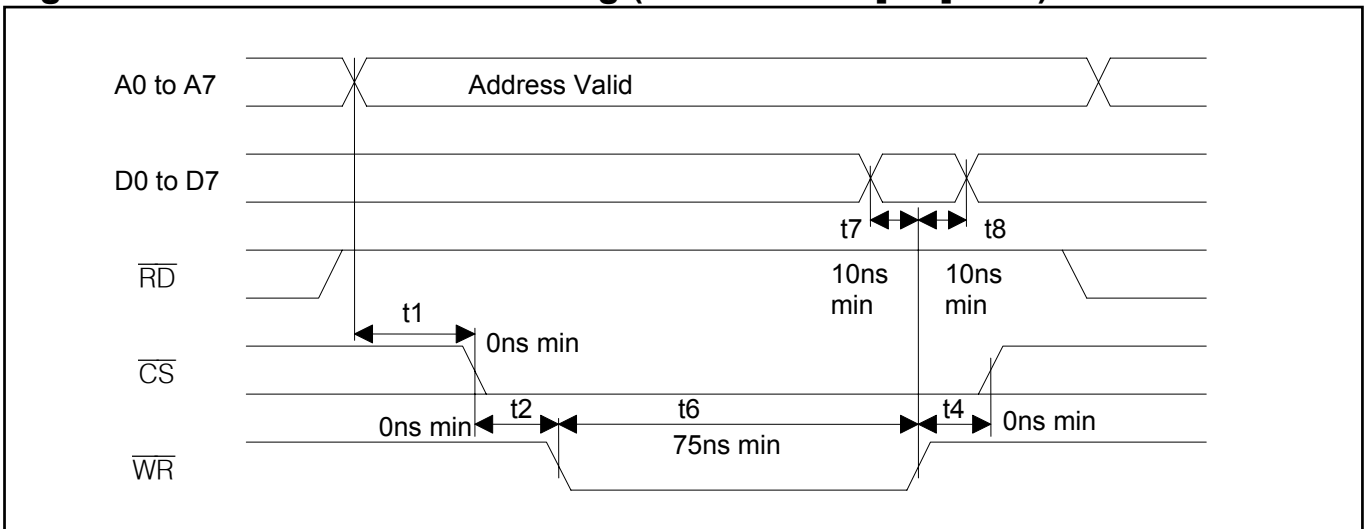 A0 to A7
Address Valid
D0 to D7
t7
t8
RD
10ns
min
10ns
min
t1
0ns min
CS
t2
t6
t4
0ns min
0ns min
75ns min
WR